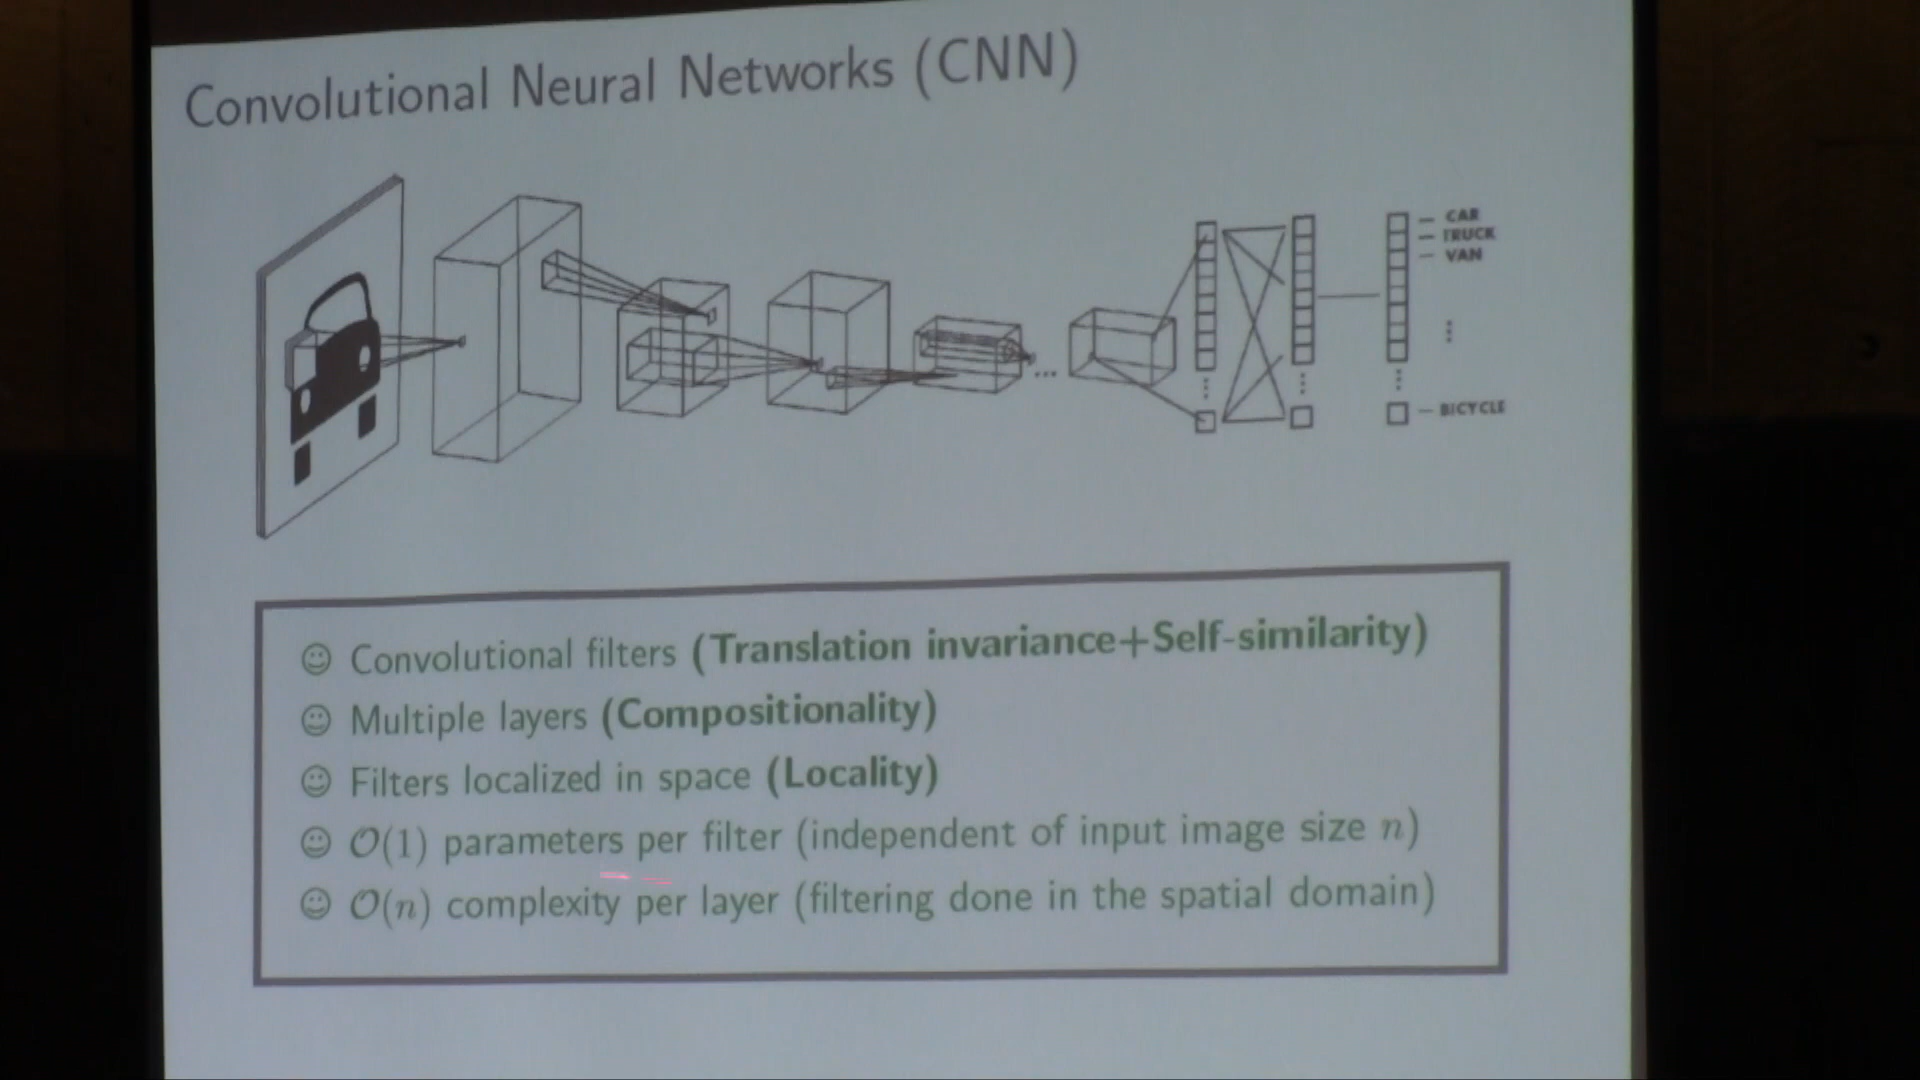 Convolutional Neural Networks (CNN)
CAR
TRUCK
VAN
BICYCLE
☺ Convolutional filters (Translation invariance+Self-similarity)
☺ Multiple layers (Compositionality)
☺ Filters localized in space (Locality)
☺ 𝒪(1) parameters per filter (independent of input image size n)
☺ 𝒪(n) complexity per layer (filtering done in the spatial domain)